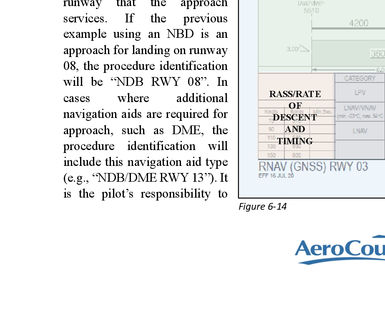 runway that the approach
services. If the previous
example using an NBD is an
approach for landing on runway
08, the procedure identification
will be “NDB RWY 08”. In
cases where additional
navigation aids are required for
approach, such as DME, the
procedure identification will
include this navigation aid type
(e.g., “NDB/DME RWY 13”). It
is the pilot’s responsibility to
4200
3.00°
390
CATEGORY
LPV
LNAV/VNAV
LNAV
RASS/RATE
OF
DESCENT
AND
TIMING
RNAV (GNSS) RWY 03
EFF 16 JUL 20
Figure 6-14
AeroCou